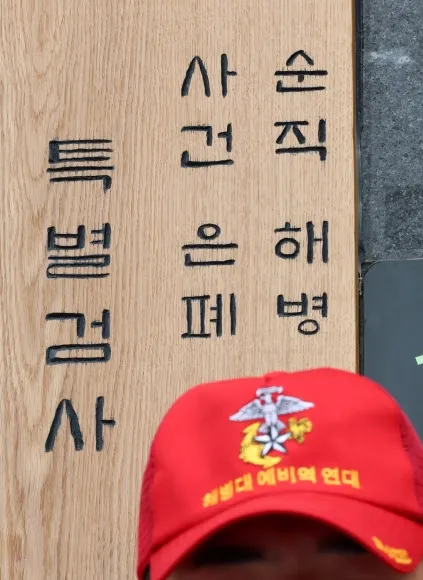 순직 해병
사건 은폐
특별검사
해병대 예비역 연대